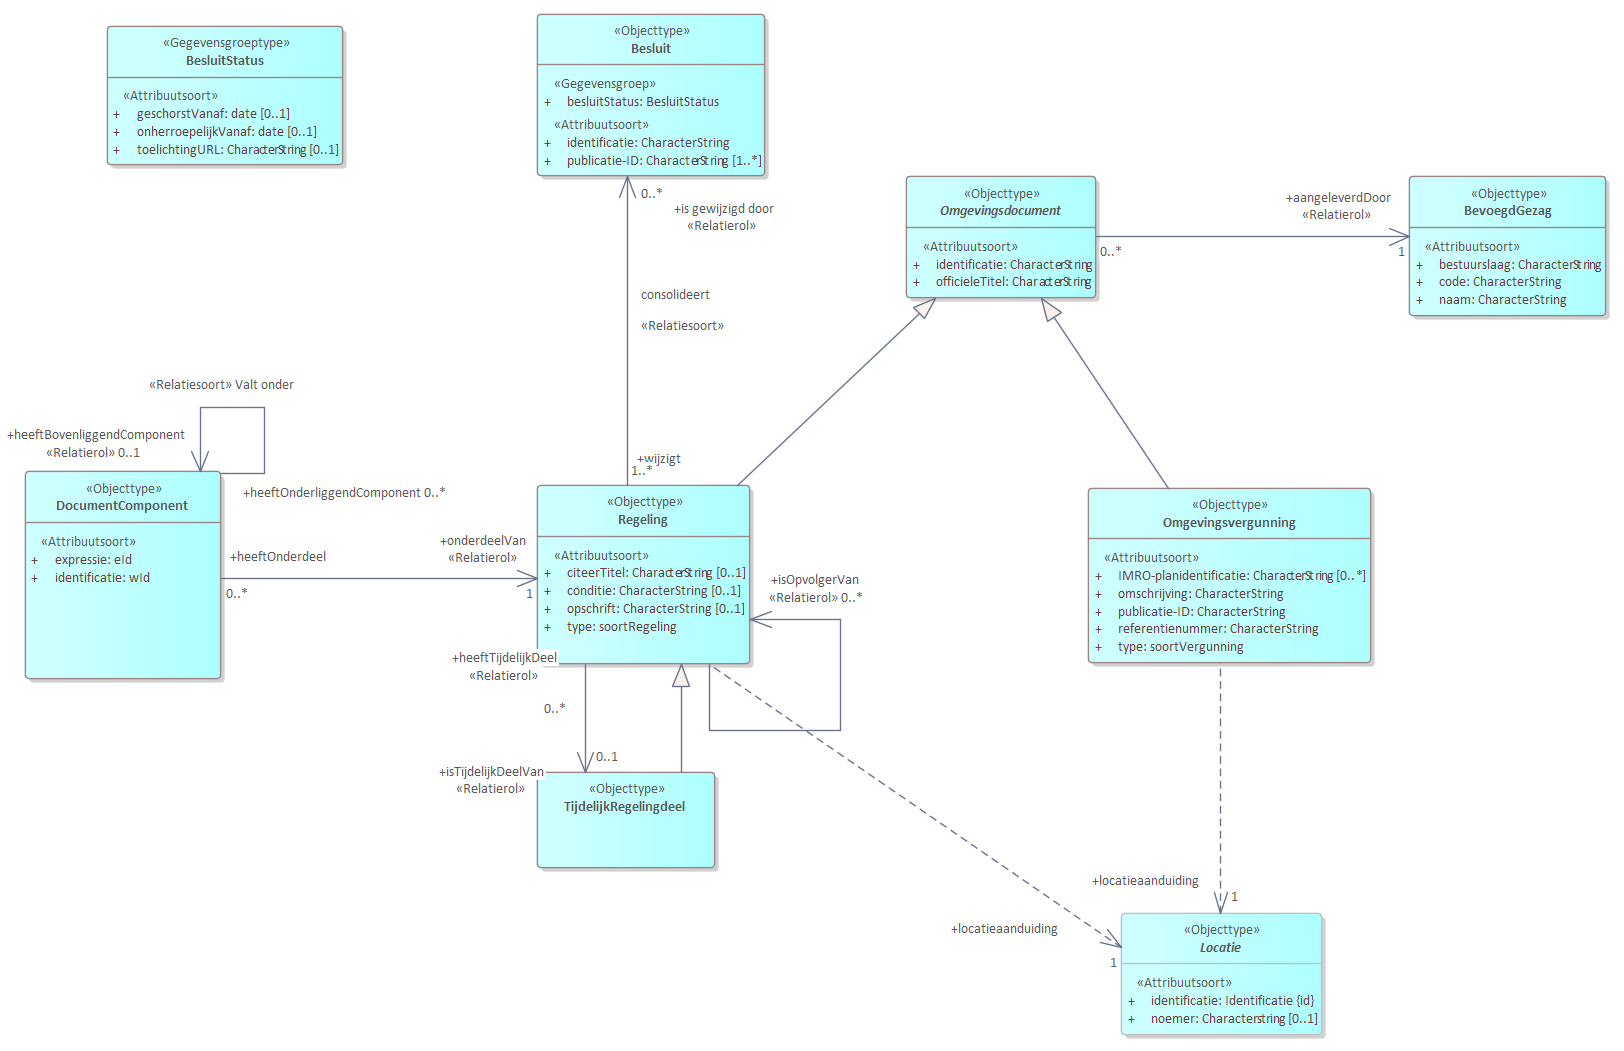 «Gegevensgroeptype»
BesluitStatus
«Attribuutsoort»
+ geschorstVanaf: date [0..1]
+ onherroepelijkVanaf: date [0..1]
+ toelichtingURL: CharacterString [0..1]
«Objecttype»
Besluit
«Gegevensgroep»
+ besluitStatus: BesluitStatus
«Attribuutsoort»
+ identificatie: CharacterString
+ publicatie-ID: CharacterString [1..*]
0..*
+is gewijzigd door
«Relatierol»
consolideert
«Relatiesoort»
+wijzigt
1..*
«Objecttype»
Omgevingsdocument
«Attribuutsoort»
+ identificatie: CharacterString
+ officieleTitel: CharacterString
+aangeleverdDoor
«Relatierol»
0..*
1
«Objecttype»
BevoegdGezag
«Attribuutsoort»
+ bestuurslaag: CharacterString
+ code: CharacterString
+ naam: CharacterString
«Relatiesoort» Valt onder
+heeftBovenliggendComponent
«Relatierol» 0..1
+heeftOnderliggendComponent 0..*
«Objecttype»
DocumentComponent
«Attribuutsoort»
+ expressie: eId
+ identificatie: wId
+heeftOnderdeel
0..*
+onderdeelVan
«Relatierol»
1
«Objecttype»
Regeling
«Attribuutsoort»
+ citeerTitel: CharacterString [0..1]
+ conditie: CharacterString [0..1]
+ opschrift: CharacterString [0..1]
+ type: soortRegeling
+isOpvolgerVan
«Relatierol» 0..*
+heeftTijdelijkDeel
«Relatierol»
0..*
0..1
+isTijdelijkDeelVan
«Relatierol»
«Objecttype»
TijdelijkRegelingdeel
«Objecttype»
Omgevingsvergunning
«Attribuutsoort»
+ IMRO-planidentificatie: CharacterString [0..*]
+ omschrijving: CharacterString
+ publicatie-ID: CharacterString
+ referentienummer: CharacterString
+ type: soortVergunning
+locatieaanduiding
1
+locatieaanduiding
1
«Objecttype»
Locatie
«Attribuutsoort»
+ identificatie: Identificatie {id}
+ noemer: Characterstring [0..1]